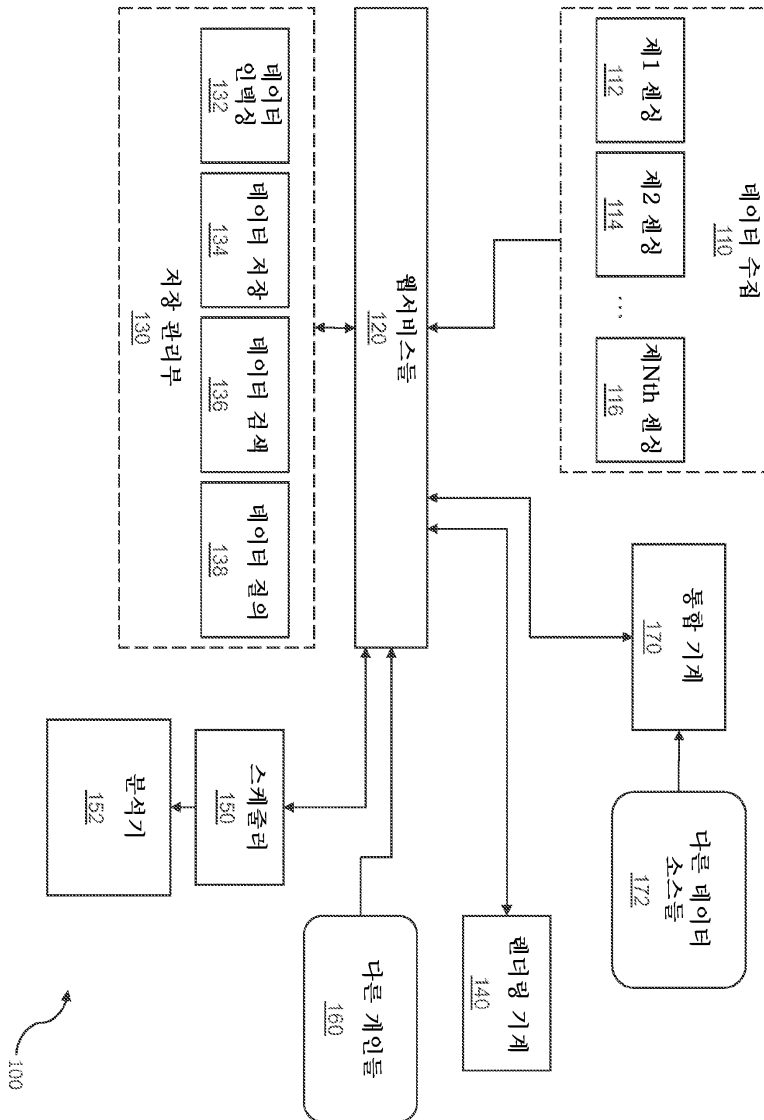 데이터 수집
110
제1 센싱
112
제2 센싱
114
...
제Nth 센싱
116
통합 기계
170
다른 데이터
소스들
172
렌더링 기계
140
웹서비스들
120
다른 개인들
160
데이터
인덱싱
132
데이터 저장
134
데이터 검색
136
데이터 질의
138
저장 관리부
130
스케줄러
150
분석기
152
100